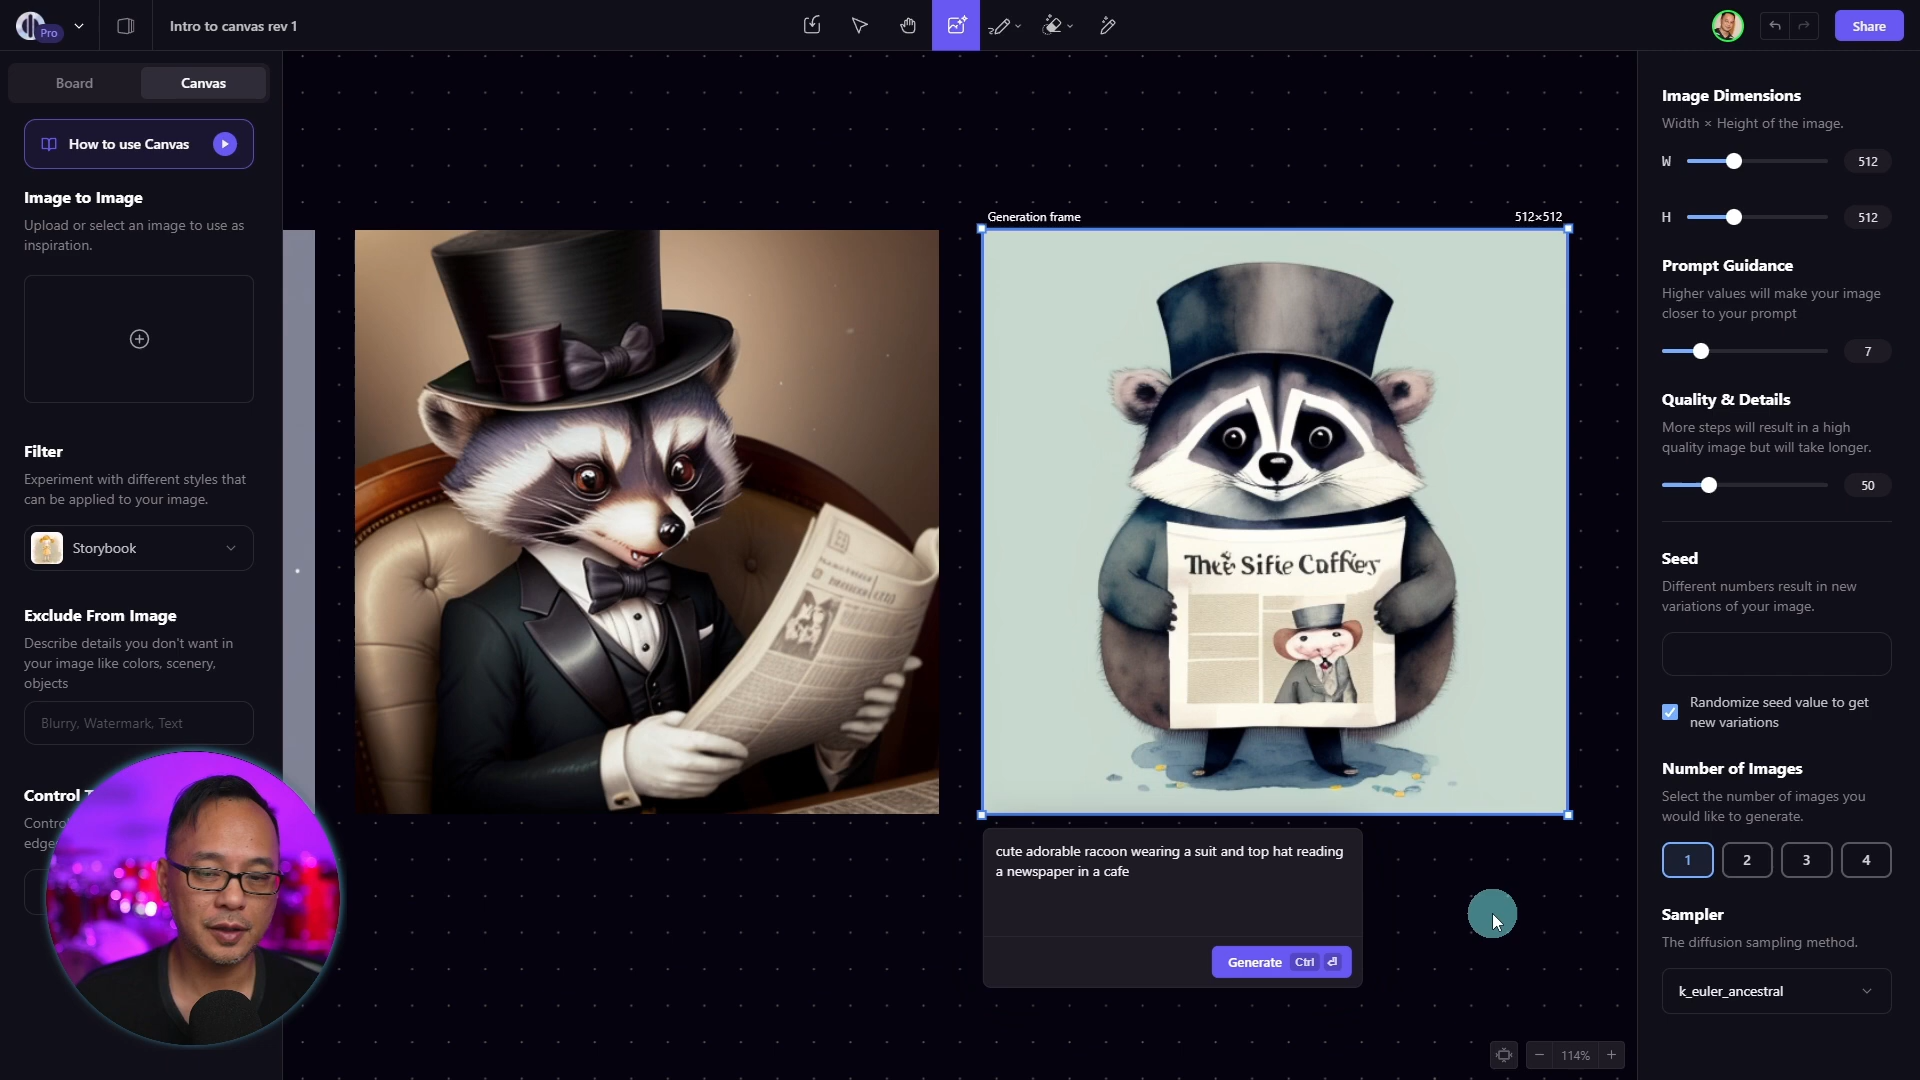 Pro
Intro to canvas rev 1
Share
Board
Canvas
How to use Canvas
Image to Image
Upload or select an image to use as
inspiration.
Filter
Experiment with different styles that
can be applied to your image.
Storybook
Exclude From Image
Describe details you don't want in
your image like colors, scenery,
objects
Blurry, Watermark, Text
Control
Generation frame
512×512
cute adorable racoon wearing a suit and top hat reading
a newspaper in a cafe
Generate Ctrl
114%
Image Dimensions
Width × Height of the image.
W
512
H
512
Prompt Guidance
Higher values will make your image
closer to your prompt
7
Quality & Details
More steps will result in a high
quality image but will take longer.
50
Seed
Different numbers result in new
variations of your image.
Randomize seed value to get
new variations
Number of Images
Select the number of images you
would like to generate.
1
2
3
4
Sampler
The diffusion sampling method.
k_euler_ancestral